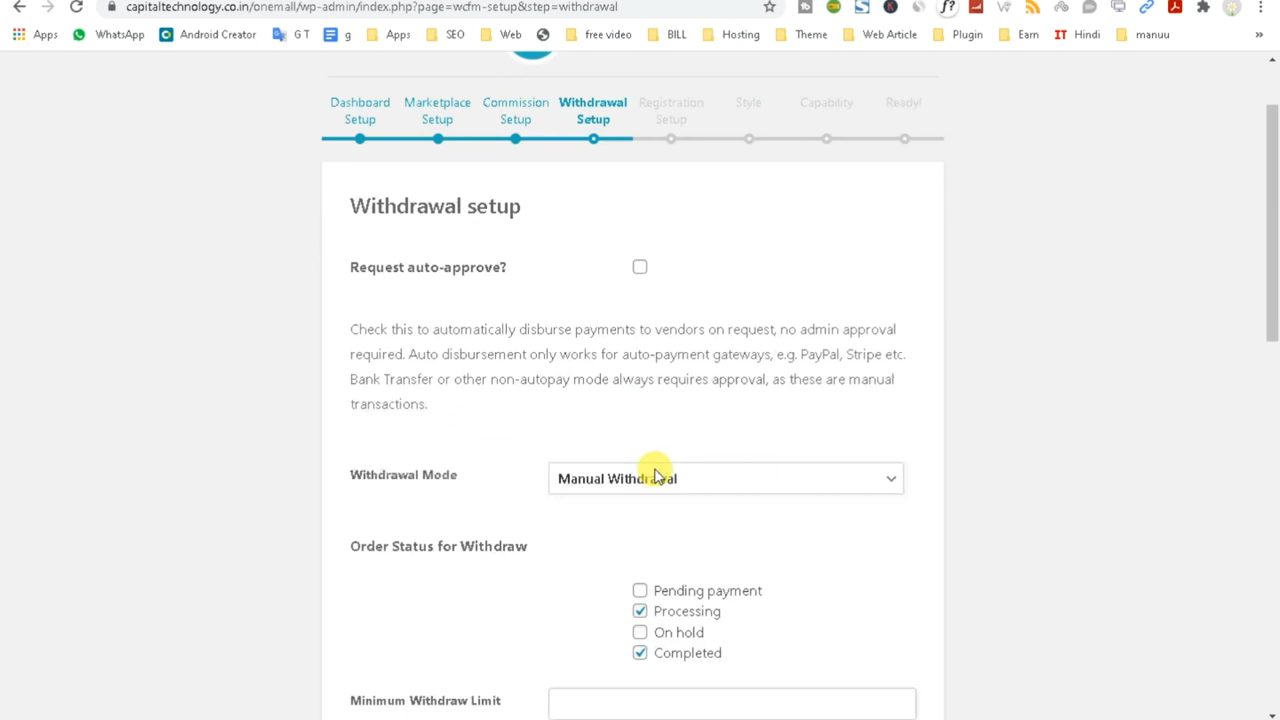 capitaltechnology.co.in/onemall/wp-admin/index.php?page=wcfm-setup&step=withdrawal
Apps WhatsApp Android Creator G T g Apps SEO Web free video BILL Hosting Theme Web Article Plugin Earn IT Hindi manuu »
Dashboard Marketplace Commission Withdrawal Registration Style Capability Ready!
Setup Setup Setup Setup Setup
Withdrawal setup
Request auto-approve?
Check this to automatically disburse payments to vendors on request, no admin approval
required. Auto disbursement only works for auto-payment gateways, e.g. PayPal, Stripe etc.
Bank Transfer or other non-autopay mode always requires approval, as these are manual
transactions.
Withdrawal Mode Manual Withdrawal
Order Status for Withdraw
Pending payment
Processing
On hold
Completed
Minimum Withdraw Limit